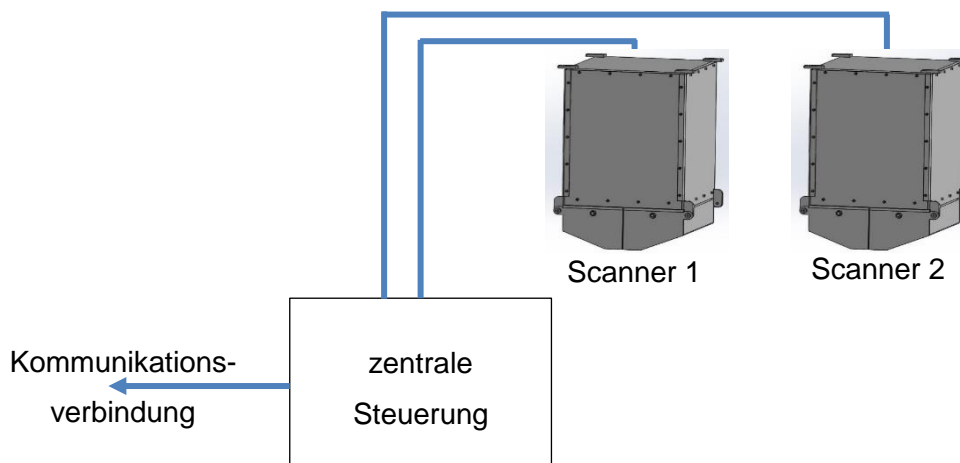 Scanner 1
Scanner 2
Kommunikations-
verbindung
zentrale
Steuerung